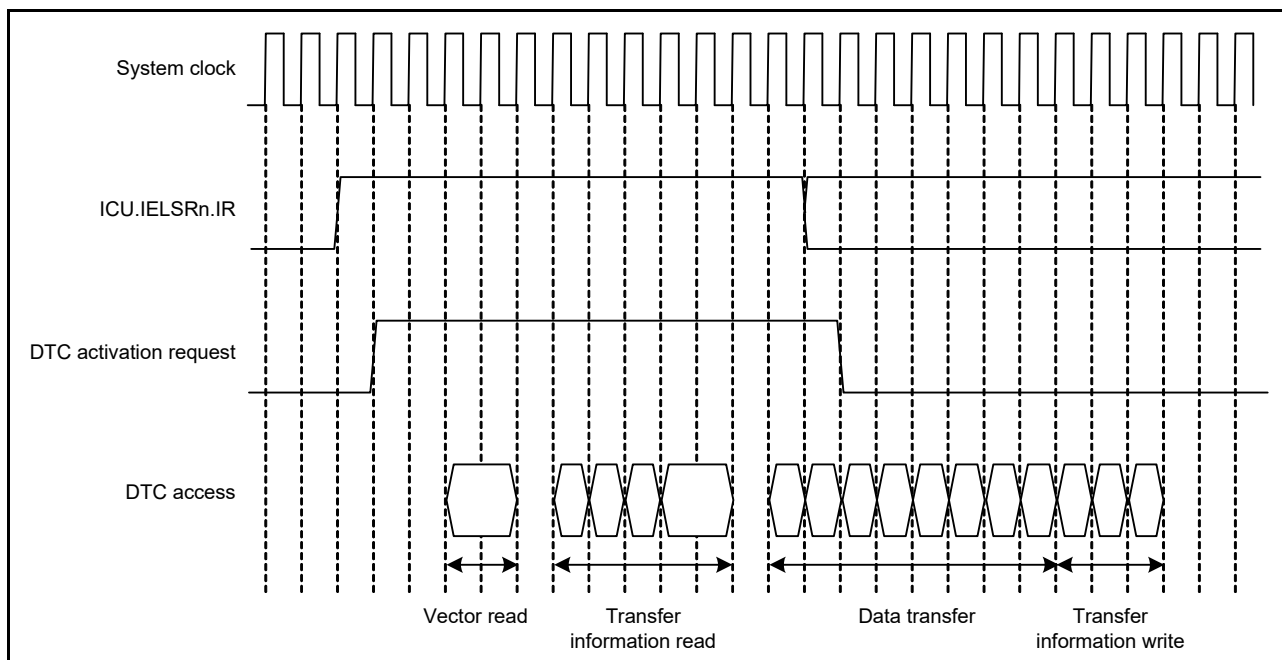 System clock
ICU.IELSRn.IR
DTC activation request
DTC access
Vector read
Transfer
information read
Data transfer
Transfer
information write